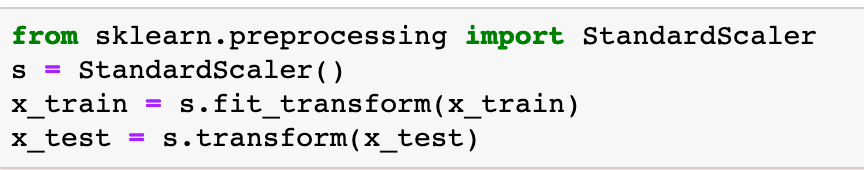 from sklearn.preprocessing import StandardScaler
s = StandardScaler()
x_train = s.fit_transform(x_train)
x_test = s.transform(x_test)